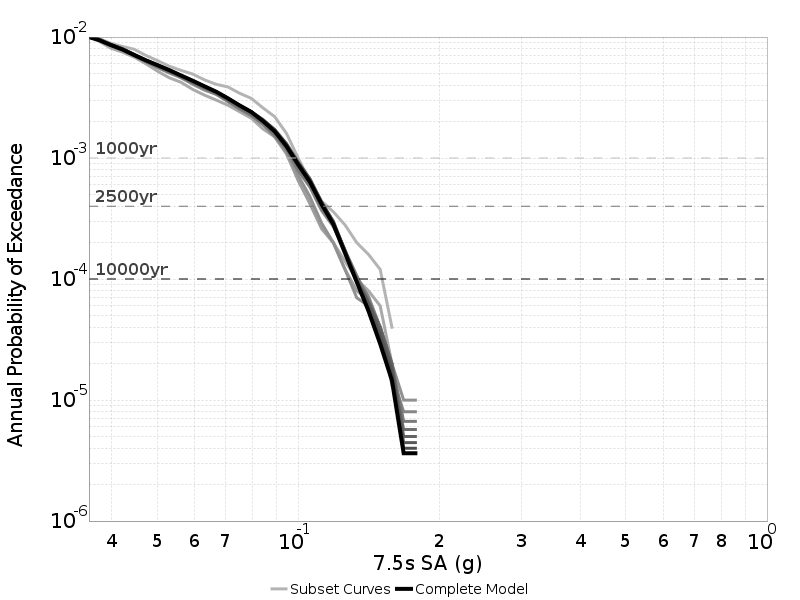 10-2
10-3
10-4
10-5
10-6
Annual Probability of Exceedance
1000yr
2500yr
10000yr
4 5 6 7 10-1 2 3 4 5 6 7 8 100
7.5s SA (g)
Subset Curves Complete Model